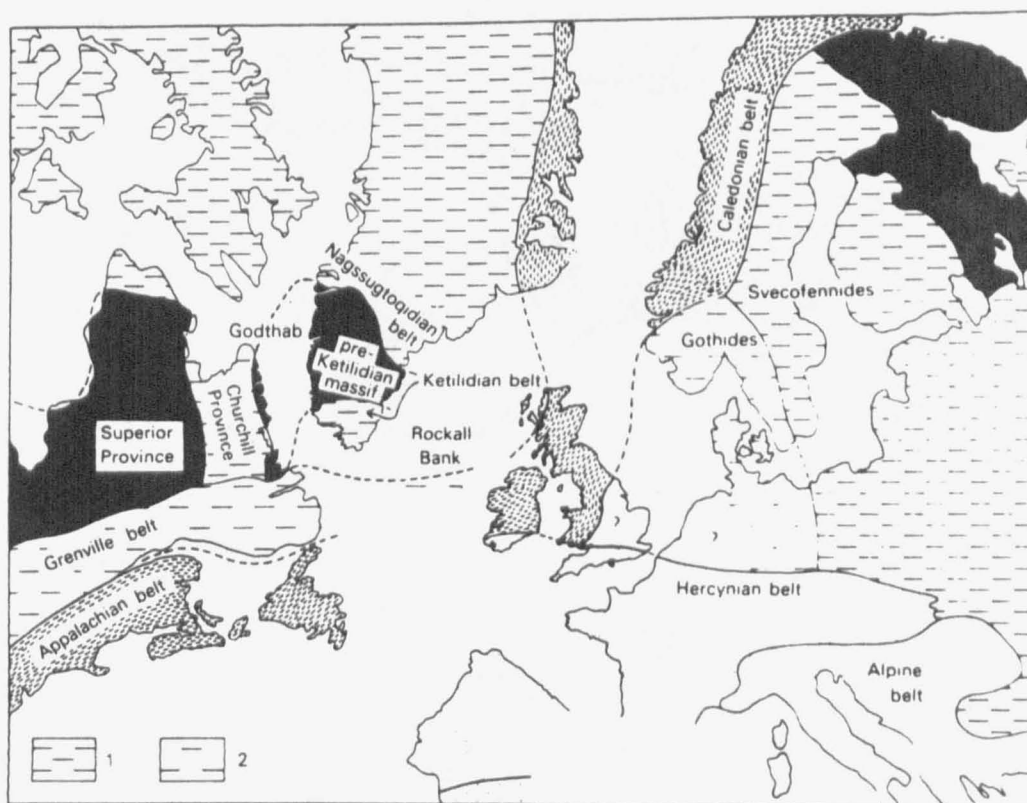 Caledonian belt
Nagssugtoqidian
belt
Svecofennides
Godthab
Gothides
pre-
Ketilidian
massif
Ketilidian belt
Churchill
Province
Superior
Province
Rockall
Bank
Grenville belt
Appalachian belt
Hercynian belt
Alpine
belt
1
2